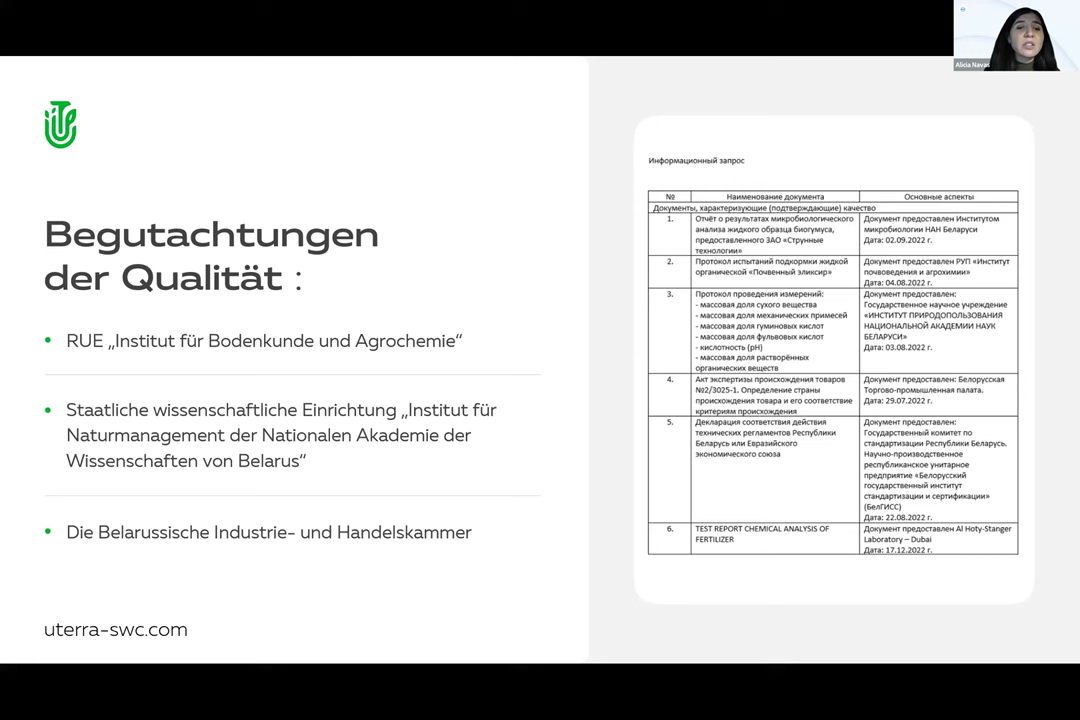 Alicia Navas
Begutachtungen
der Qualität :
• RUE „Institut für Bodenkunde und Agrochemie“
• Staatliche wissenschaftliche Einrichtung „Institut für
Naturmanagement der Nationalen Akademie der
Wissenschaften von Belarus“
• Die Belarussische Industrie- und Handelskammer
uterra-swc.com
Информационный запрос
№ Наименование документа Основные аспекты
Документы, характеризующие (подтверждающие) качество
1. Отчёт о результатах микробиологического
анализа жидкого образца биогумуса,
предоставленного ЗАО «Струнные
технологии»
Документ предоставлен Институтом
микробиологии НАН Беларуси
Дата: 02.09.2022 г.
2. Протокол испытаний подкормки жидкой
органической «Почвенный эликсир»
Документ предоставлен РУП «Институт
почвоведения и агрохимии»
Дата: 04.08.2022 г.
3. Протокол проведения измерений:
- массовая доля сухого вещества
- массовая доля механических примесей
- массовая доля гуминовых кислот
- массовая доля фульвовых кислот
- кислотность (pH)
- массовая доля растворённых
органических веществ
Документ предоставлен:
Государственное научное учреждение
«ИНСТИТУТ ПРИРОДОПОЛЬЗОВАНИЯ
НАЦИОНАЛЬНОЙ АКАДЕМИИ НАУК
БЕЛАРУСИ»
Дата: 03.08.2022 г.
4. Акт экспертизы происхождения товаров
№2/3025-1. Определение страны
происхождения товара и его соответствие
критериям происхождения
Документ предоставлен: Белорусская
Торгово-промышленная палата.
Дата: 29.07.2022 г.
5. Декларация соответствия действия
технических регламентов Республики
Беларусь или Евразийского
экономического союза
Документ предоставлен:
Государственный комитет по
стандартизации Республики Беларусь.
Научно-производственное
республиканское унитарное
предприятие «Белорусский
государственный институт
стандартизации и сертификации»
(БелГИСС)
Дата: 22.08.2022 г.
6. TEST REPORT CHEMICAL ANALYSIS OF
FERTILIZER
Документ предоставлен Al Hoty-Stanger
Laboratory – Dubai
Дата: 17.12.2022 г.